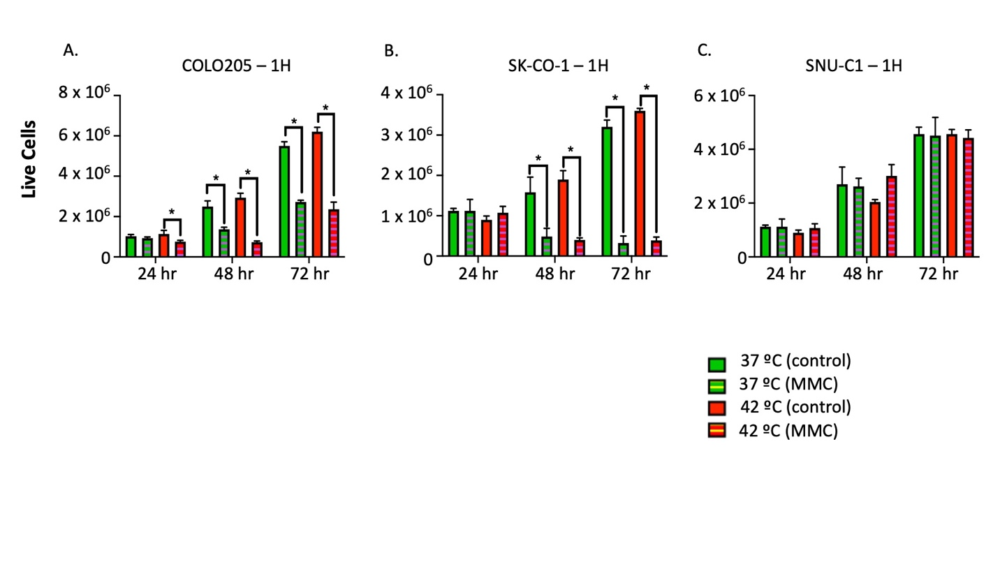 A.
COLO205 – 1H
Live Cells
8 x 10⁶
6 x 10⁶
4 x 10⁶
2 x 10⁶
0
*
*
*
*
*
24 hr
48 hr
72 hr
B.
SK-CO-1 – 1H
4 x 10⁶
3 x 10⁶
2 x 10⁶
1 x 10⁶
0
*
*
*
*
24 hr
48 hr
72 hr
C.
SNU-C1 – 1H
6 x 10⁶
4 x 10⁶
2 x 10⁶
0
24 hr
48 hr
72 hr
37 ºC (control)
37 ºC (MMC)
42 ºC (control)
42 ºC (MMC)